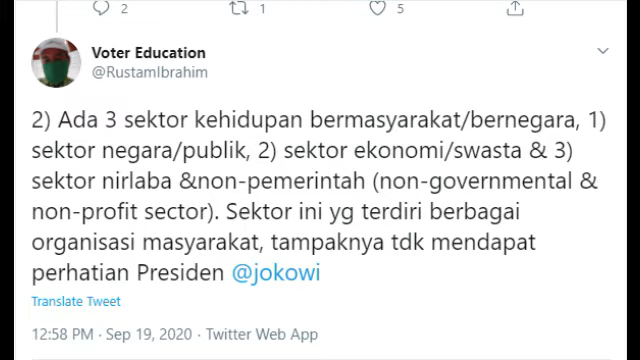 2 1 5
Voter Education
@RustamIbrahim
2) Ada 3 sektor kehidupan bermasyarakat/bernegara, 1)
sektor negara/publik, 2) sektor ekonomi/swasta & 3)
sektor nirlaba &non-pemerintah (non-governmental &
non-profit sector). Sektor ini yg terdiri berbagai
organisasi masyarakat, tampaknya tdk mendapat
perhatian Presiden @jokowi
Translate Tweet
12:58 PM · Sep 19, 2020 · Twitter Web App